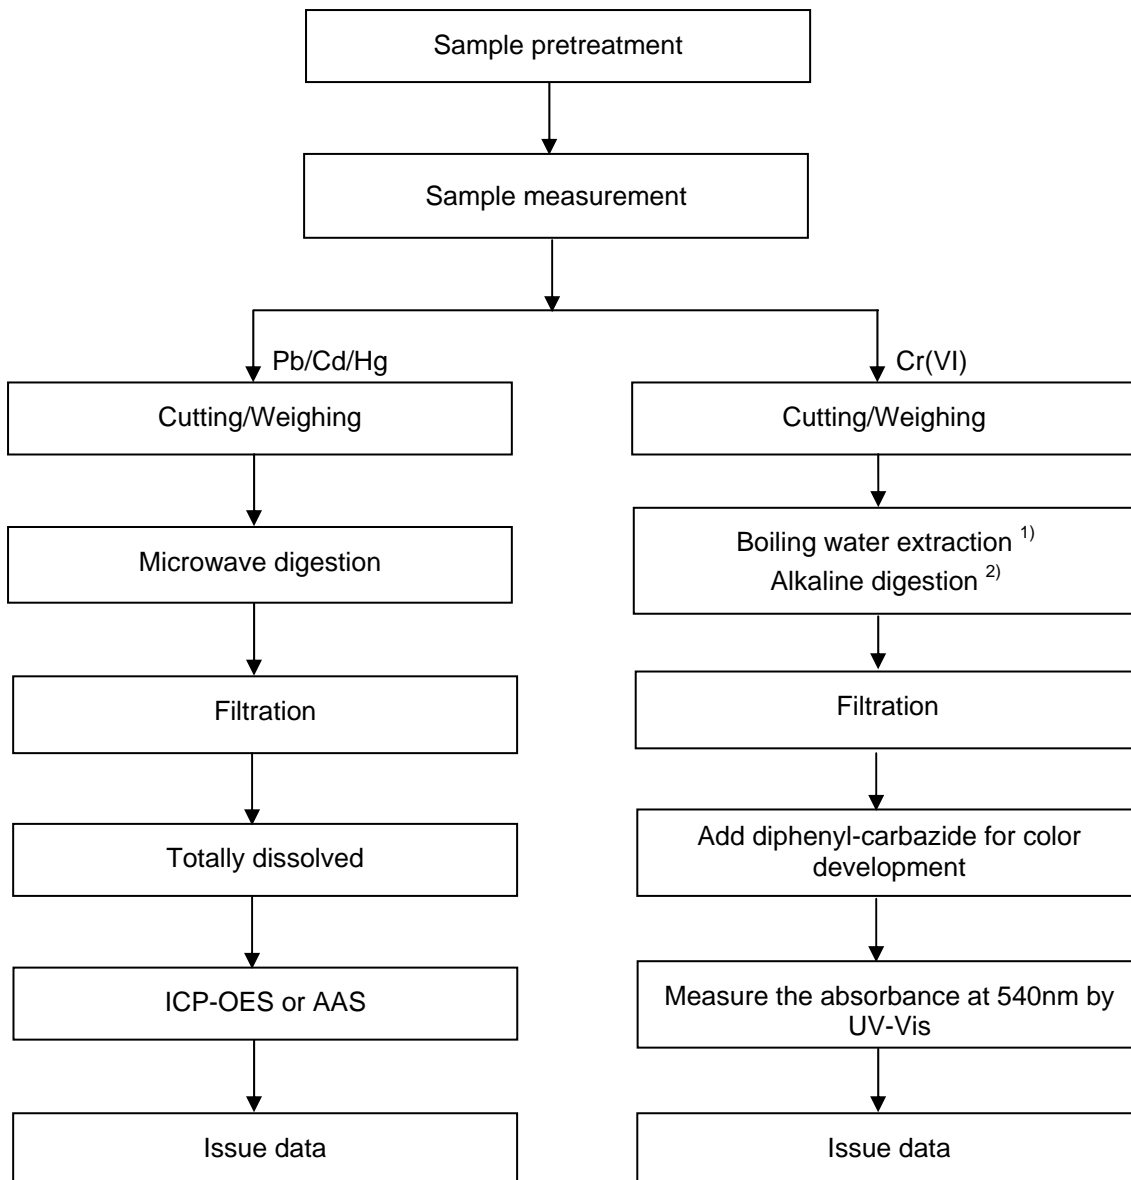 Sample pretreatment
Sample measurement
Pb/Cd/Hg
Cutting/Weighing
Microwave digestion
Filtration
Totally dissolved
ICP-OES or AAS
Issue data
Cr(VI)
Cutting/Weighing
Boiling water extraction 1)
Alkaline digestion 2)
Filtration
Add diphenyl-carbazide for color
development
Measure the absorbance at 540nm by
UV-Vis
Issue data